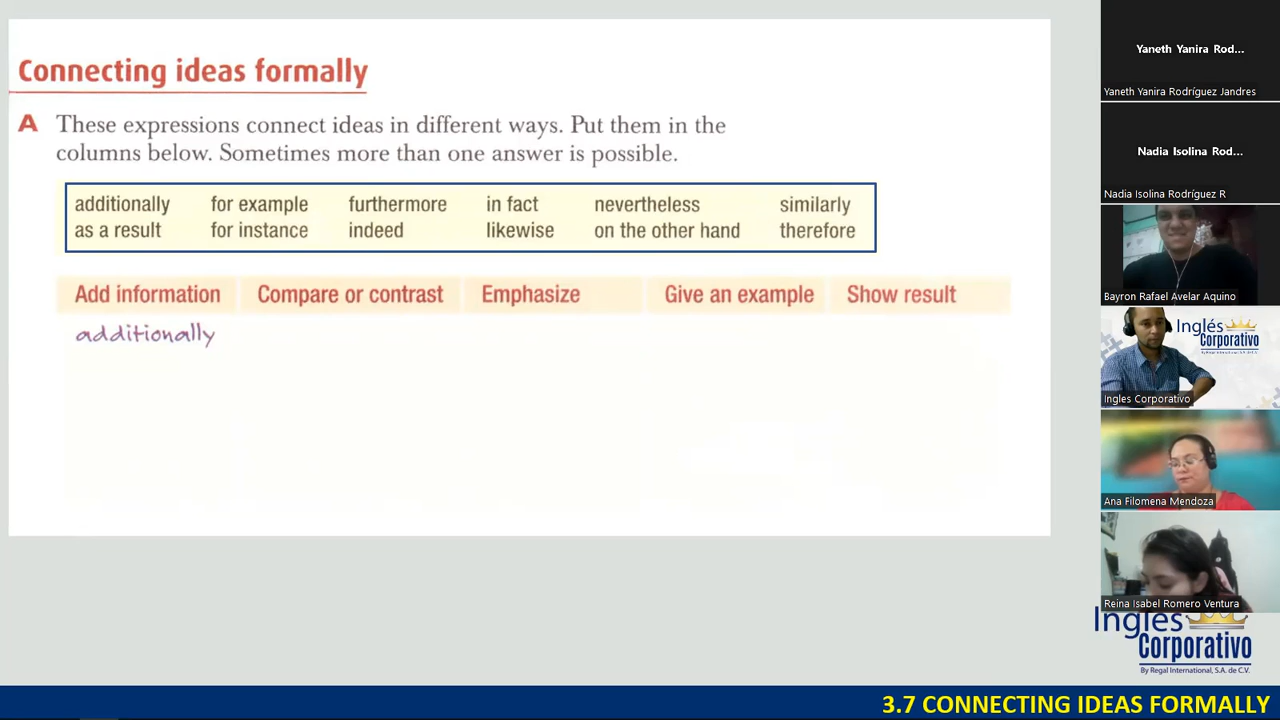 Connecting ideas formally
A These expressions connect ideas in different ways. Put them in the
columns below. Sometimes more than one answer is possible.
additionally for example furthermore in fact nevertheless similarly
as a result for instance indeed likewise on the other hand therefore
Add information Compare or contrast Emphasize Give an example Show result
additionally
Yaneth Yanira Rod...
Yaneth Yanira Rodríguez Jandres
Nadia Isolina Rod...
Nadia Isolina Rodríguez R
Bayron Rafael Avelar Aquino
Inglés
Corporativo
By Regal International, S.A. de C.V.
Ingles Corporativo
Ana Filomena Mendoza
Reina Isabel Romero Ventura
Inglés
Corporativo
By Regal International, S.A. de C.V.
3.7 CONNECTING IDEAS FORMALLY